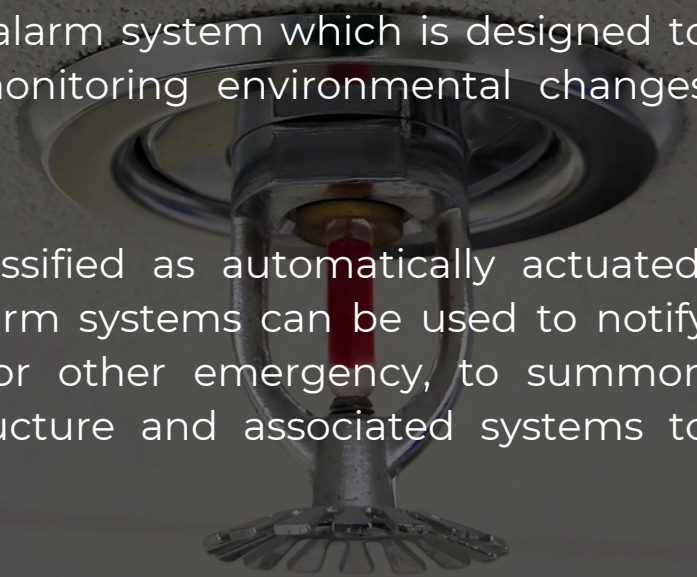 alarm system which is designed to
onitoring environmental changes
ssified as automatically actuated
rm systems can be used to notify
or other emergency, to summon
ucture and associated systems to